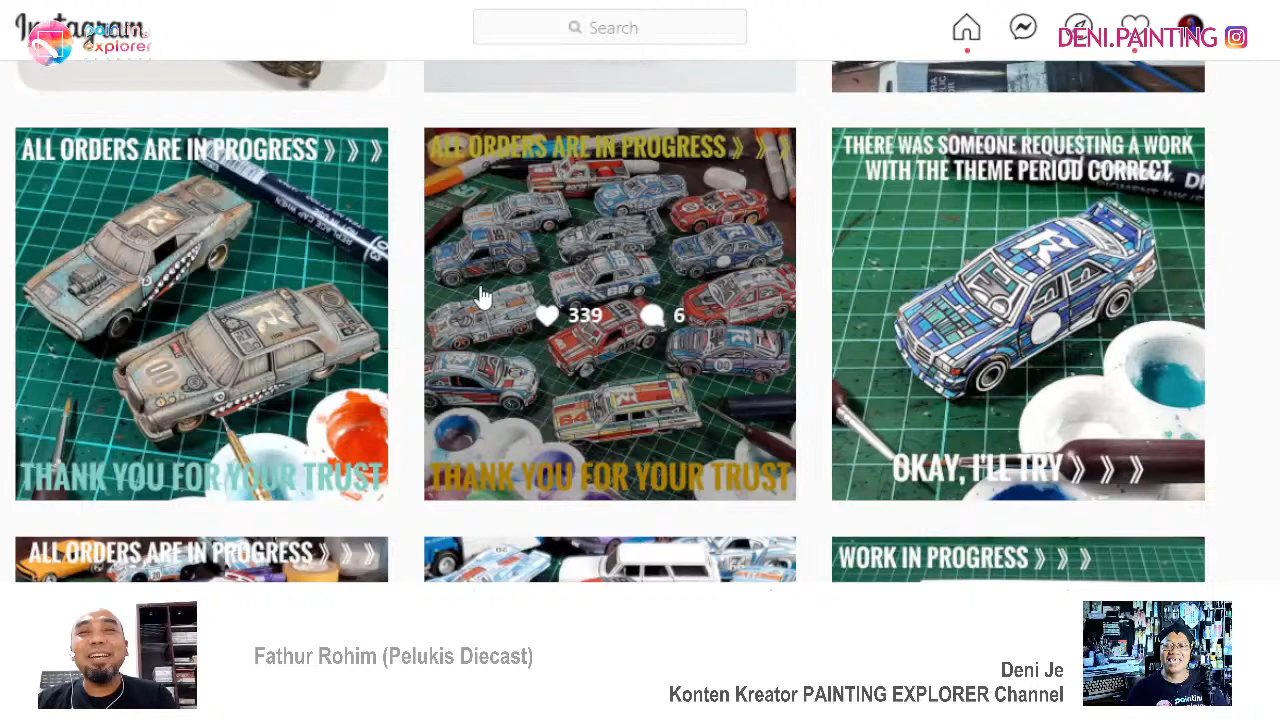 Instagram
painting
explorer
Search
DENI.PAINTING
ALL ORDERS ARE IN PROGRESS 》》》
THANK YOU FOR YOUR TRUST
ALL ORDERS ARE IN PROGRESS 》》》
339
6
THANK YOU FOR YOUR TRUST
THERE WAS SOMEONE REQUESTING A WORK
WITH THE THEME PERIOD CORRECT
OKAY, I'LL TRY 》》》
ALL ORDERS ARE IN PROGRESS 》》》
WORK IN PROGRESS 》》》
Fathur Rohim (Pelukis Diecast)
Deni Je
Konten Kreator PAINTING EXPLORER Channel